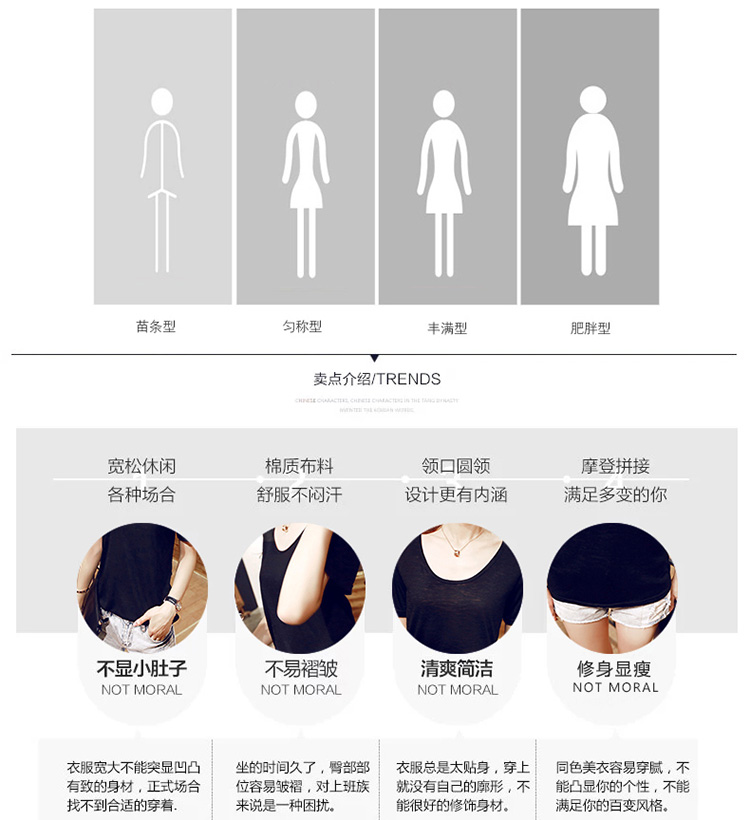 苗条型 匀称型 丰满型 肥胖型
卖点介绍/TRENDS
CHINESE CHARACTERS, CHINESE CHARACTERS IN THE TANG DYNASTY
宽松休闲 棉质布料 领口圆领 摩登拼接
各种场合 舒服不闷汗 设计更有内涵 满足多变的你
不显小肚子 不易褶皱 清爽简洁 修身显瘦
NOT MORAL NOT MORAL NOT MORAL NOT MORAL
衣服宽大不能突显凹凸 坐的时间久了，臀部部 衣服总是太贴身，穿上 同色美衣容易穿腻，不
有致的身材，正式场合 位容易皱褶，对上班族 就没有自己的廓形，不 能凸显你的个性，不能
找不到合适的穿着. 来说是一种困扰。 能很好的修饰身材。 满足你的百变风格。